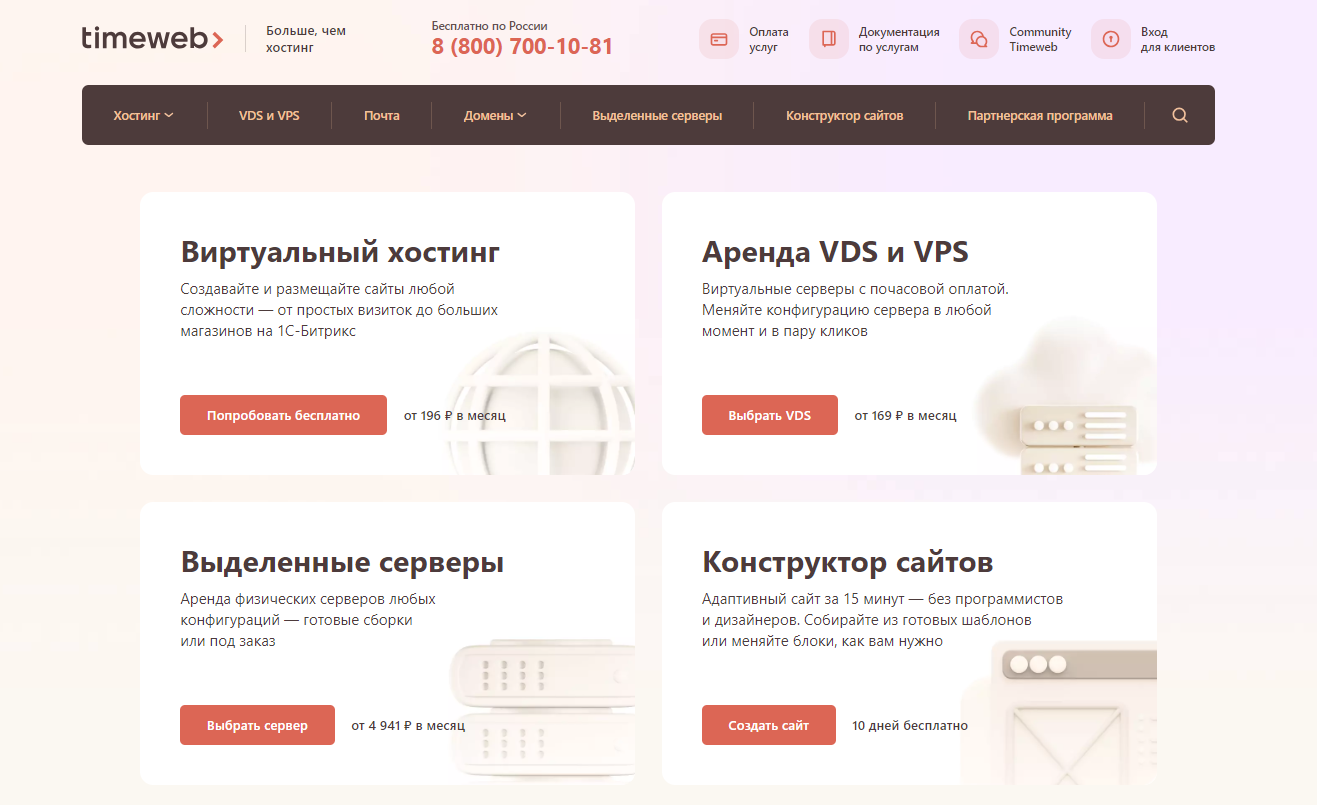 timeweb
Больше, чем
хостинг
Бесплатно по России
8 (800) 700-10-81
Оплата
услуг
Документация
по услугам
Community
Timeweb
Вход
для клиентов
Хостинг
VDS и VPS
Почта
Домены
Выделенные серверы
Конструктор сайтов
Партнерская программа
Виртуальный хостинг
Создавайте и размещайте сайты любой
сложности — от простых визиток до больших
магазинов на 1С-Битрикс
Попробовать бесплатно
от 196 ₽ в месяц
Аренда VDS и VPS
Виртуальные серверы с почасовой оплатой.
Меняйте конфигурацию сервера в любой
момент и в пару кликов
Выбрать VDS
от 169 ₽ в месяц
Выделенные серверы
Аренда физических серверов любых
конфигураций — готовые сборки
или под заказ
Выбрать сервер
от 4 941 ₽ в месяц
Конструктор сайтов
Адаптивный сайт за 15 минут — без программистов
и дизайнеров. Собирайте из готовых шаблонов
или меняйте блоки, как вам нужно
Создать сайт
10 дней бесплатно